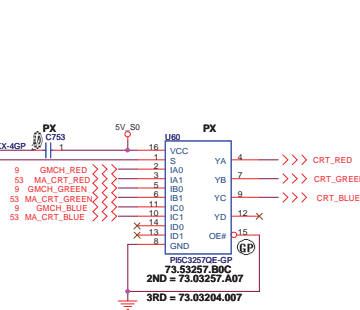 PX
C753
X-4GP
1
5V_S0
U60
PX
16 VCC
1 S
9 GMCH_RED 2 IA0
53 MA_CRT_RED 3 IA1
9 GMCH_GREEN 5 IB0
53 MA_CRT_GREEN 6 IB1
9 GMCH_BLUE 11 IC0
53 MA_CRT_BLUE 10 IC1
14 ID0
13 ID1
8 GND
YA 4 CRT_RED
YB 7 CRT_GREEN
YC 9 CRT_BLUE
YD 12
OE# 15
GP
PI5C3257QE-GP
73.53257.B0C
2ND = 73.03257.A07
3RD = 73.03204.007